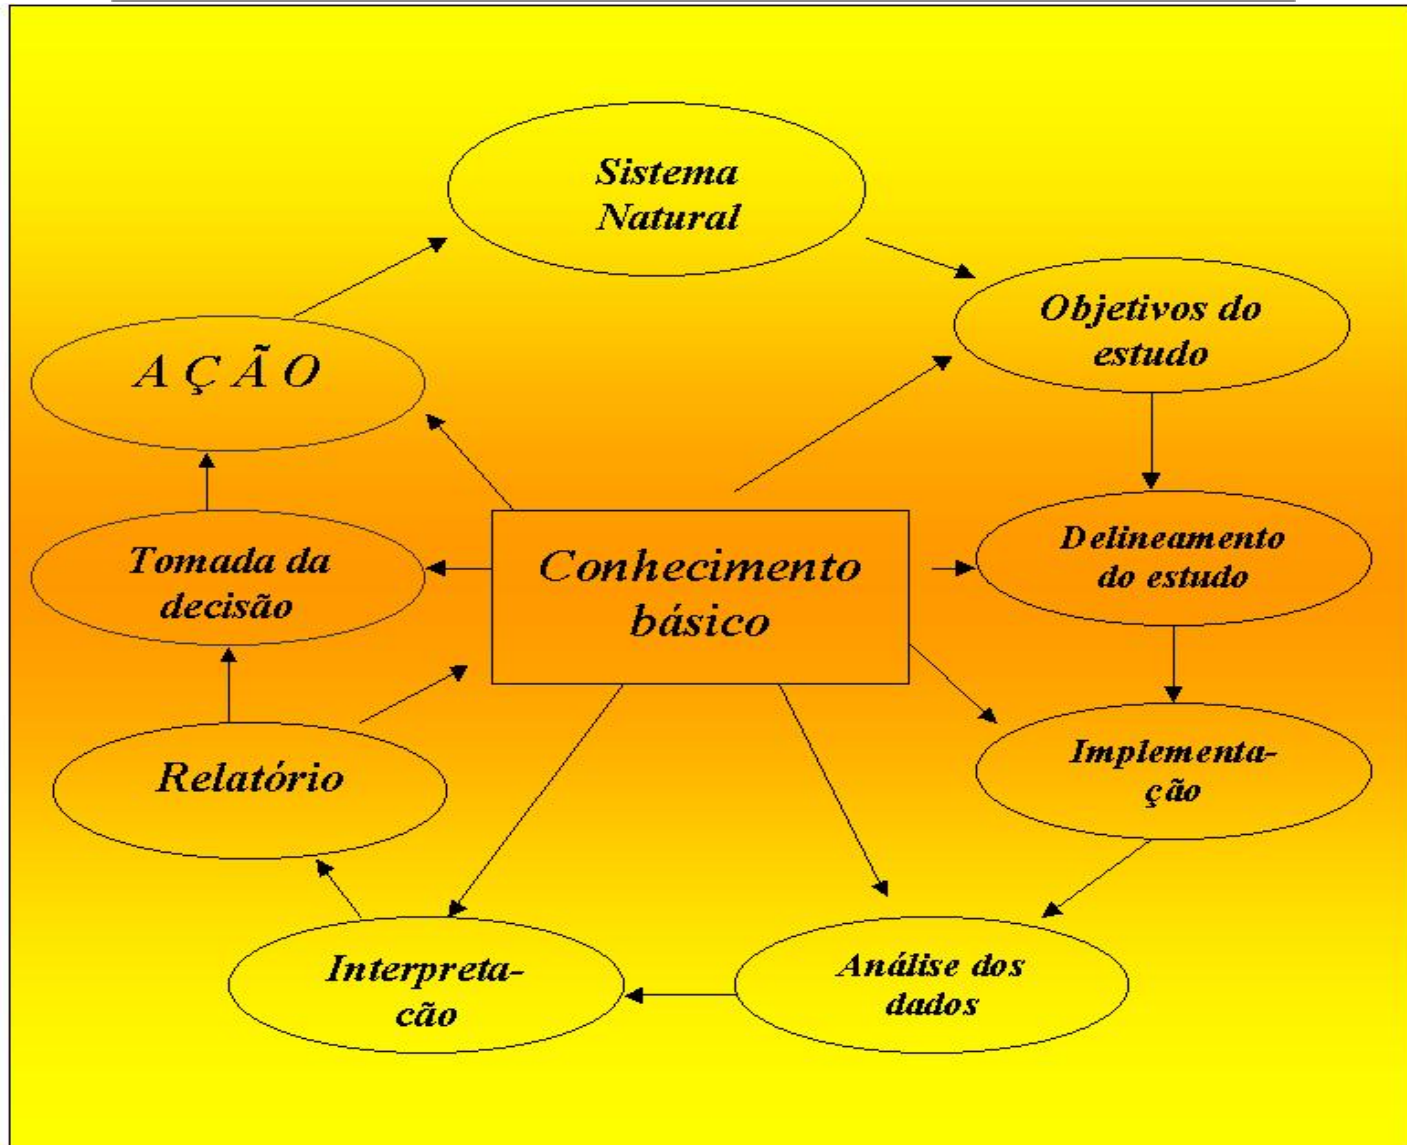 Sistema
Natural
Objetivos do
estudo
A Ç Ã O
Delineamento
do estudo
Conhecimento
básico
Tomada da
decisão
Implementa-
ção
Relatório
Interpreta-
cão
Análise dos
dados